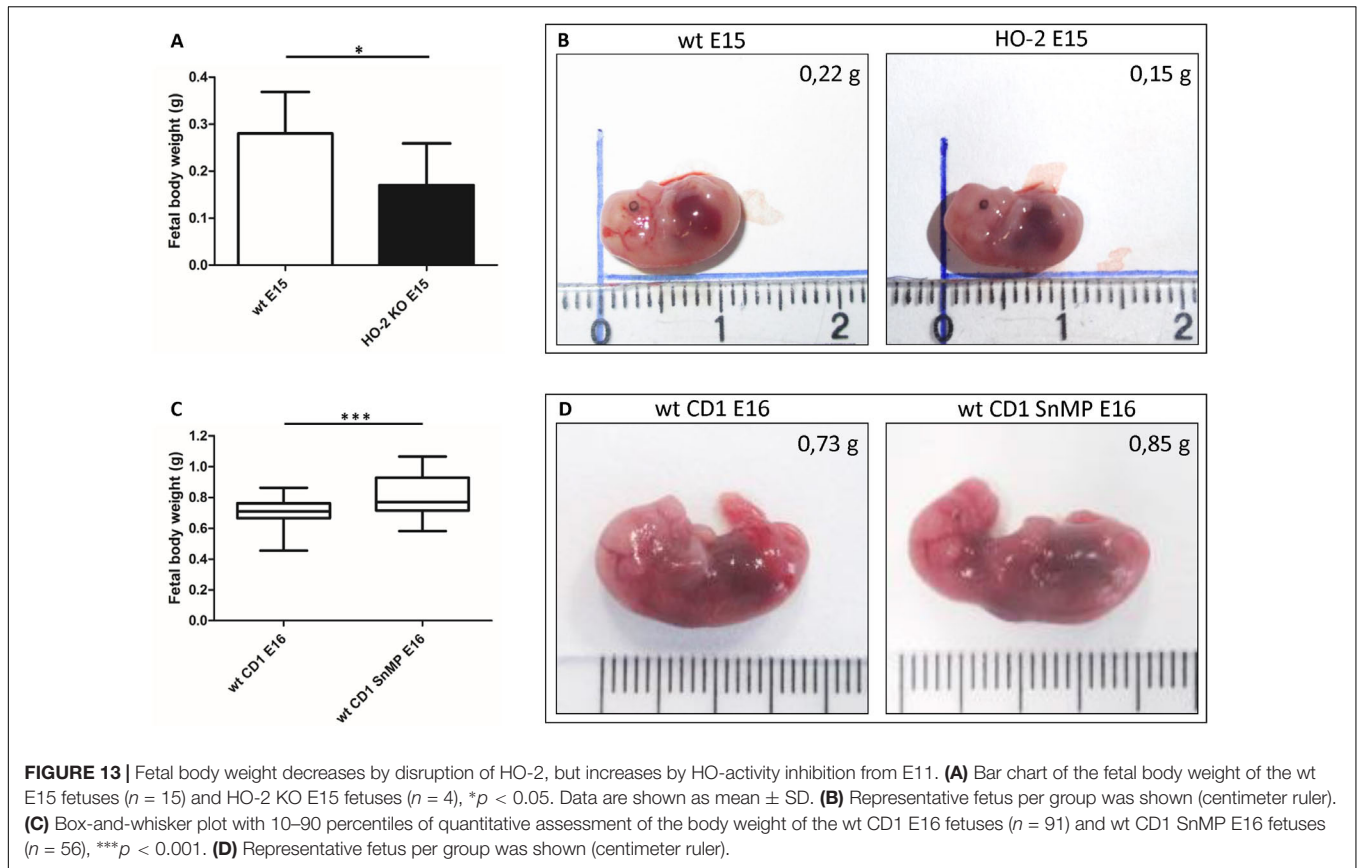 A
*
Fetal body weight (g)
0.4
0.3
0.2
0.1
0.0
wt E15
HO-2 KO E15
B
wt E15
HO-2 E15
0,22 g
0,15 g
0 1 2
0 1 2
C
***
Fetal body weight (g)
1.2
1.0
0.8
0.6
0.4
0.2
0.0
wt CD1 E16
wt CD1 SnMP E16
D
wt CD1 E16
wt CD1 SnMP E16
0,73 g
0,85 g
FIGURE 13 | Fetal body weight decreases by disruption of HO-2, but increases by HO-activity inhibition from E11. (A) Bar chart of the fetal body weight of the wt
E15 fetuses (n = 15) and HO-2 KO E15 fetuses (n = 4), *p < 0.05. Data are shown as mean ± SD. (B) Representative fetus per group was shown (centimeter ruler).
(C) Box-and-whisker plot with 10–90 percentiles of quantitative assessment of the body weight of the wt CD1 E16 fetuses (n = 91) and wt CD1 SnMP E16 fetuses
(n = 56), ***p < 0.001. (D) Representative fetus per group was shown (centimeter ruler).